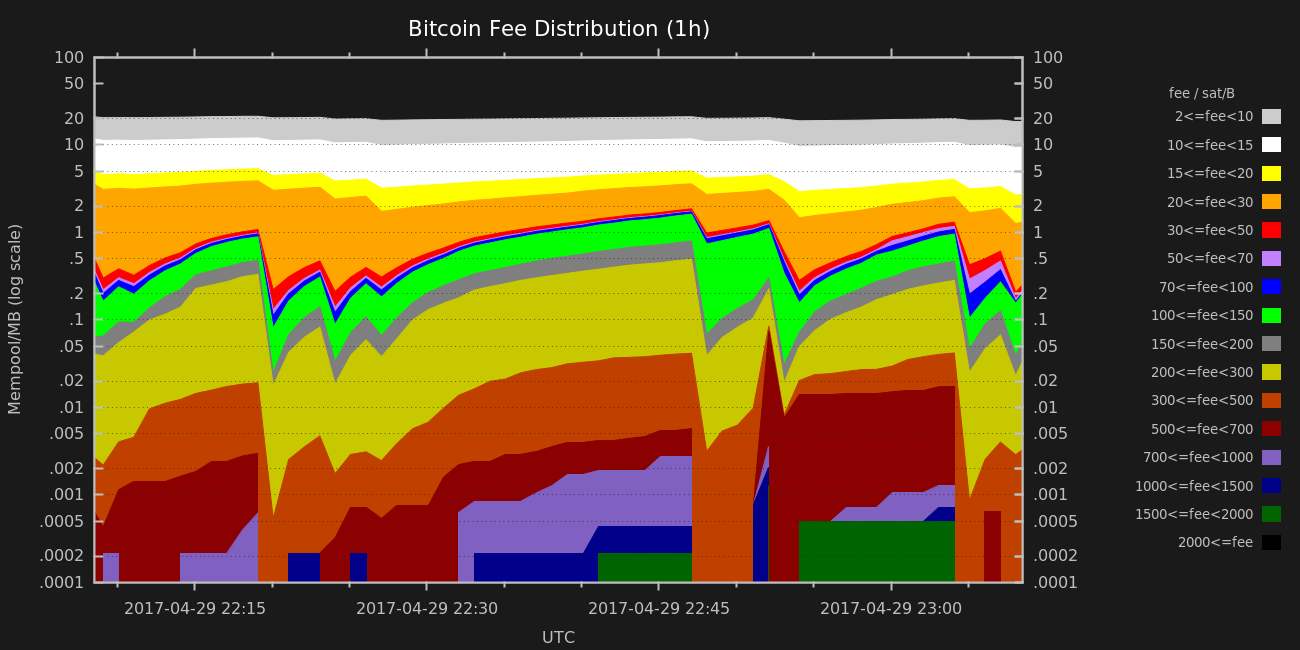 Bitcoin Fee Distribution (1h)
Mempool/MB (log scale)
100
50
20
10
5
2
1
.5
.2
.1
.05
.02
.01
.005
.002
.001
.0005
.0002
.0001
100
50
20
10
5
2
1
.5
.2
.1
.05
.02
.01
.005
.002
.001
.0005
.0002
.0001
fee / sat/B
2<=fee<10
10<=fee<15
15<=fee<20
20<=fee<30
30<=fee<50
50<=fee<70
70<=fee<100
100<=fee<150
150<=fee<200
200<=fee<300
300<=fee<500
500<=fee<700
700<=fee<1000
1000<=fee<1500
1500<=fee<2000
2000<=fee
2017-04-29 22:15 2017-04-29 22:30 2017-04-29 22:45 2017-04-29 23:00
UTC